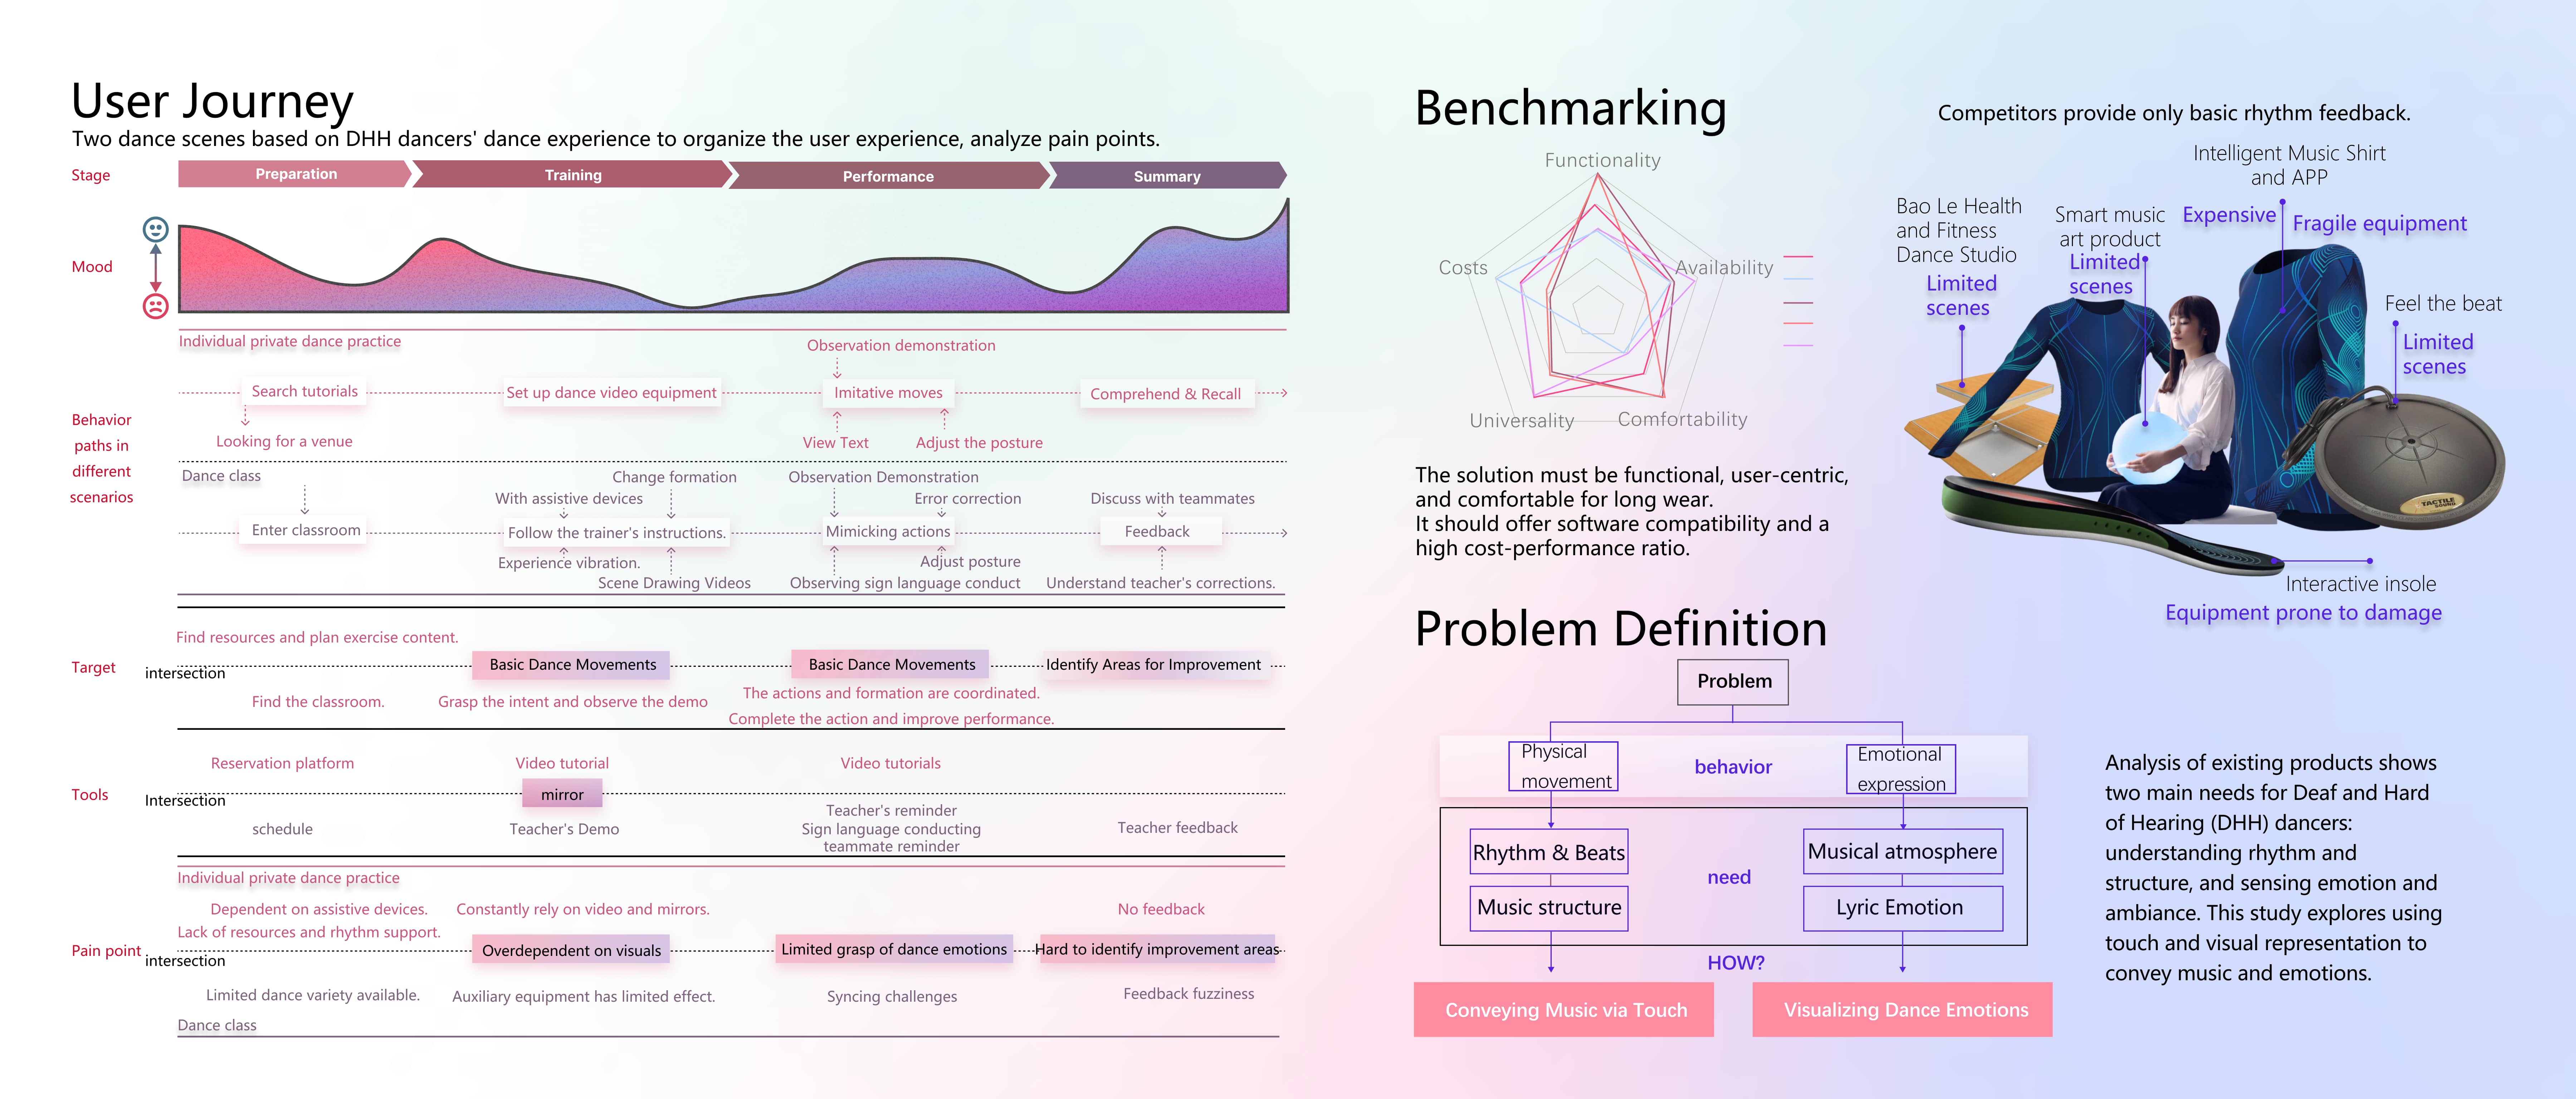 User Journey
Two dance scenes based on DHH dancers' dance experience to organize the user experience, analyze pain points.
Stage
Preparation
Training
Performance
Summary
Mood
Behavior
paths in
different
scenarios
Individual private dance practice
Observation demonstration
Search tutorials
Set up dance video equipment
Imitative moves
Comprehend & Recall
Looking for a venue
View Text
Adjust the posture
Dance class
Change formation
Observation Demonstration
With assistive devices
Error correction
Discuss with teammates
Enter classroom
Follow the trainer's instructions.
Mimicking actions
Feedback
Experience vibration.
Adjust posture
Scene Drawing Videos
Observing sign language conduct
Understand teacher's corrections.
Target
Find resources and plan exercise content.
intersection
Basic Dance Movements
Basic Dance Movements
Identify Areas for Improvement
Find the classroom.
Grasp the intent and observe the demo
The actions and formation are coordinated.
Complete the action and improve performance.
Tools
Reservation platform
Video tutorial
Video tutorials
Intersection
mirror
schedule
Teacher's Demo
Teacher's reminder
Sign language conducting
teammate reminder
Teacher feedback
Pain point
Individual private dance practice
Dependent on assistive devices.
Constantly rely on video and mirrors.
No feedback
Lack of resources and rhythm support.
intersection
Overdependent on visuals
Limited grasp of dance emotions
Hard to identify improvement areas
Limited dance variety available.
Auxiliary equipment has limited effect.
Syncing challenges
Feedback fuzziness
Dance class
Benchmarking
Competitors provide only basic rhythm feedback.
Functionality
Costs
Availability
Universality
Comfortability
Bao Le Health
and Fitness
Dance Studio
Limited
scenes
Smart music
art product
Limited
scenes
Intelligent Music Shirt
and APP
Expensive
Fragile equipment
Feel the beat
Limited
scenes
TACTILE
SOUND
Interactive insole
Equipment prone to damage
The solution must be functional, user-centric,
and comfortable for long wear.
It should offer software compatibility and a
high cost-performance ratio.
Problem Definition
Problem
Physical
movement
behavior
Emotional
expression
Rhythm & Beats
Musical atmosphere
need
Music structure
Lyric Emotion
HOW?
Conveying Music via Touch
Visualizing Dance Emotions
Analysis of existing products shows
two main needs for Deaf and Hard
of Hearing (DHH) dancers:
understanding rhythm and
structure, and sensing emotion and
ambiance. This study explores using
touch and visual representation to
convey music and emotions.